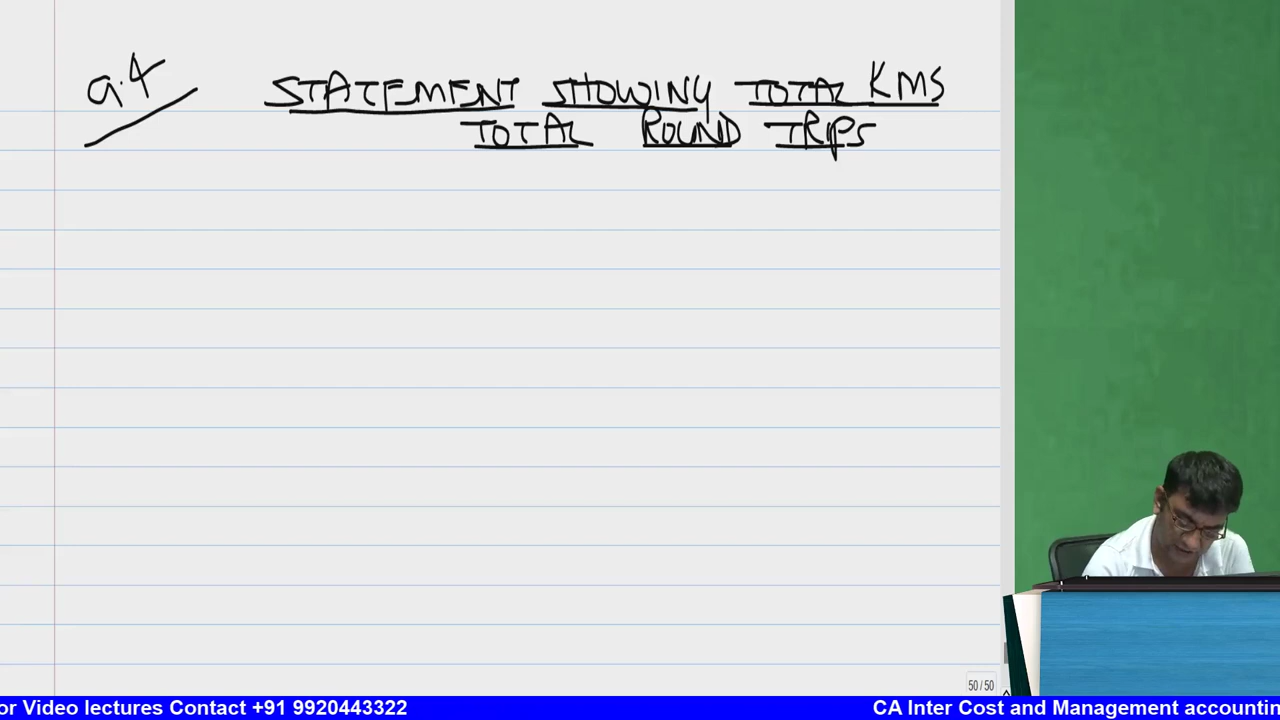 Q.4
STATEMENT SHOWING TOTAL KMS
TOTAL ROUND TRIPS
50 / 50
or Video lectures Contact +91 9920443322
CA Inter Cost and Management accountin